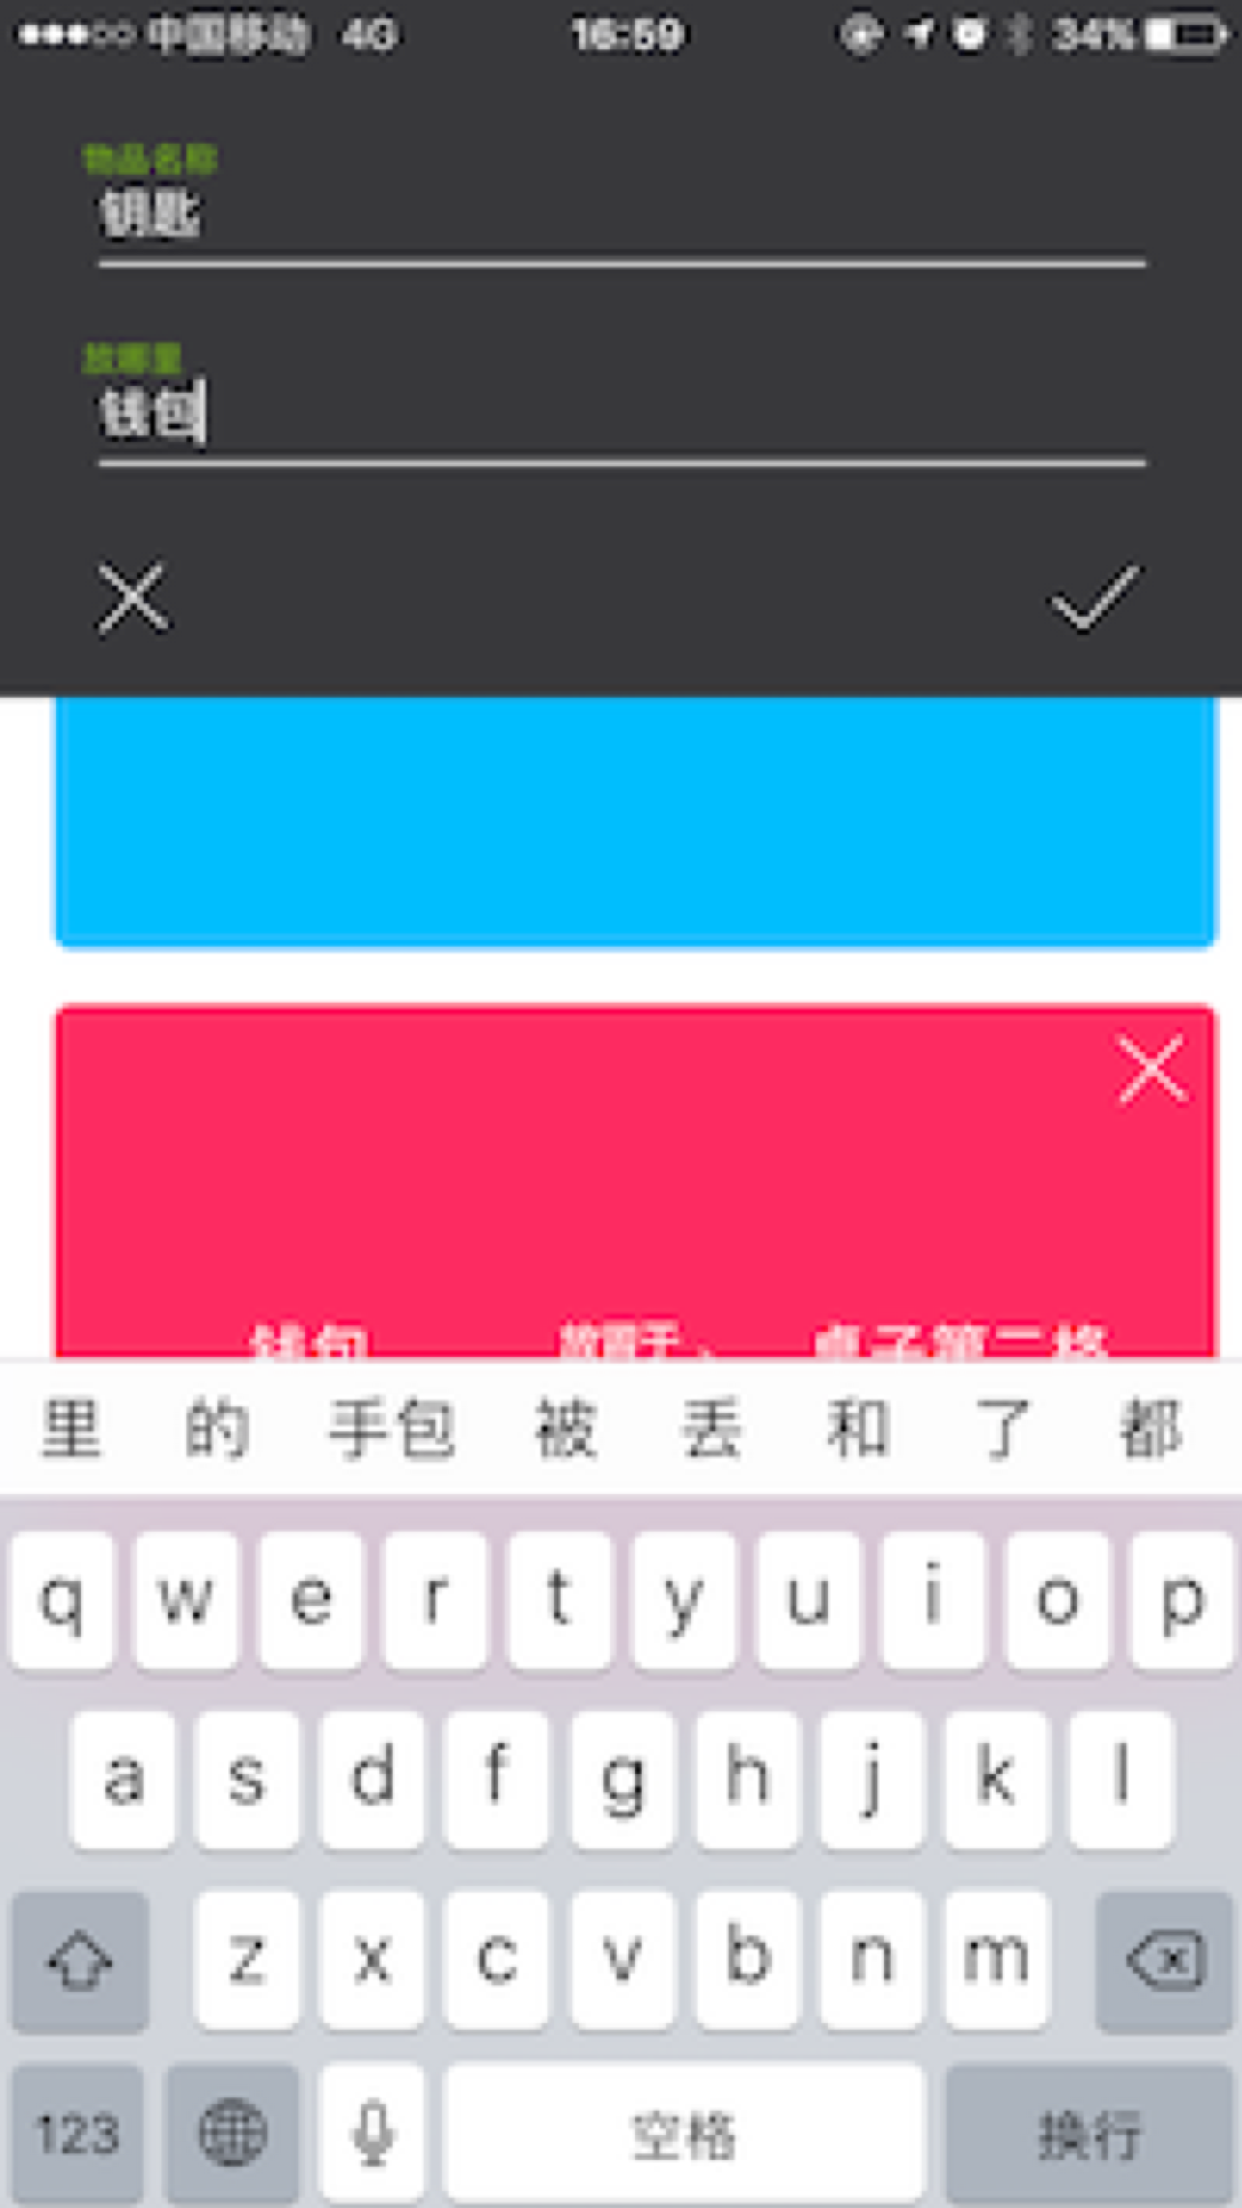 中国移动 4G 16:59 34%
物品名称
钥匙
放哪里
钱包
钱包 放置于、 桌子第二格
里 的 手包 被 丢 和 了 都
q w e r t y u i o p
a s d f g h j k l
z x c v b n m
123 空格 换行